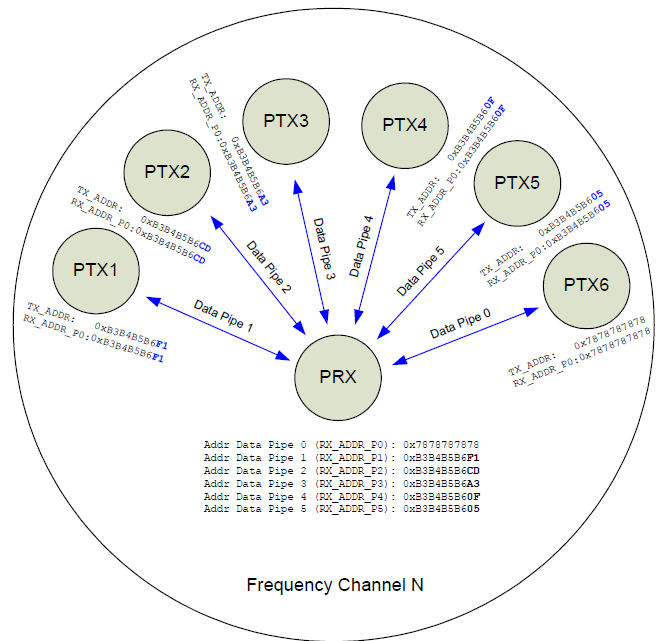 PTX3
PTX4
TX_ADDR: 0xB3B4B5B6A3
RX_ADDR_P0:0xB3B4B5B6A3
TX_ADDR: 0xB3B4B5B60F
RX_ADDR_P0:0xB3B4B5B60F
PTX2
PTX5
TX_ADDR: 0xB3B4B5B6CD
RX_ADDR_P0:0xB3B4B5B6CD
TX_ADDR: 0xB3B4B5B605
RX_ADDR_P0:0xB3B4B5B605
PTX1
PTX6
TX_ADDR: 0xB3B4B5B6F1
RX_ADDR_P0:0xB3B4B5B6F1
TX_ADDR: 0x7878787878
RX_ADDR_P0:0x7878787878
Data Pipe 1
Data Pipe 2
Data Pipe 3
Data Pipe 4
Data Pipe 5
Data Pipe 0
PRX
Addr Data Pipe 0 (RX_ADDR_P0): 0x7878787878
Addr Data Pipe 1 (RX_ADDR_P1): 0xB3B4B5B6F1
Addr Data Pipe 2 (RX_ADDR_P2): 0xB3B4B5B6CD
Addr Data Pipe 3 (RX_ADDR_P3): 0xB3B4B5B6A3
Addr Data Pipe 4 (RX_ADDR_P4): 0xB3B4B5B60F
Addr Data Pipe 5 (RX_ADDR_P5): 0xB3B4B5B605
Frequency Channel N